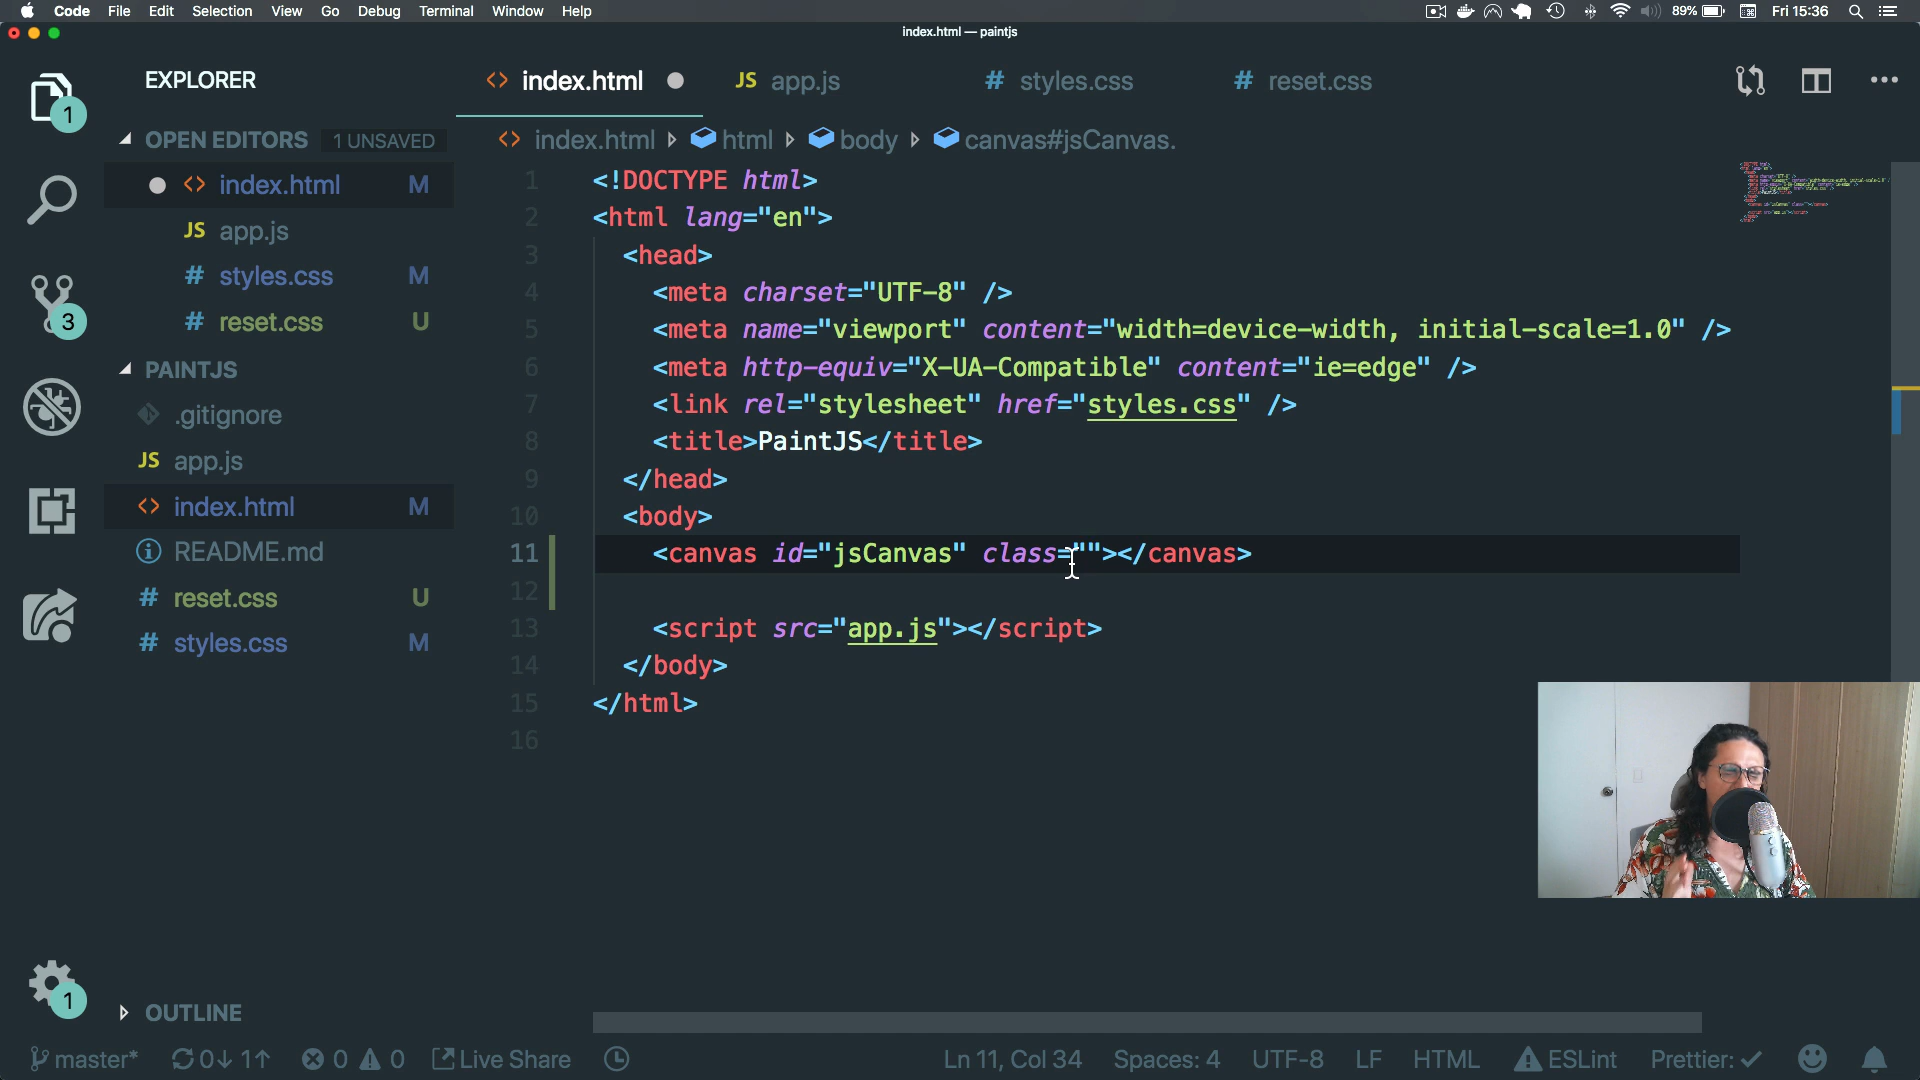 Code File Edit Selection View Go Debug Terminal Window Help 89% Fri 15:36
index.html — paintjs
EXPLORER
1
OPEN EDITORS 1 UNSAVED
index.html M
JS app.js
# styles.css M
# reset.css U
3
PAINTJS
.gitignore
JS app.js
index.html M
README.md
# reset.css U
# styles.css M
1
OUTLINE
index.html JS app.js # styles.css # reset.css
index.html html body canvas#jsCanvas.
1 <!DOCTYPE html>
2 <html lang="en">
3 <head>
4 <meta charset="UTF-8" />
5 <meta name="viewport" content="width=device-width, initial-scale=1.0" />
6 <meta http-equiv="X-UA-Compatible" content="ie=edge" />
7 <link rel="stylesheet" href="styles.css" />
8 <title>PaintJS</title>
9 </head>
10 <body>
11 <canvas id="jsCanvas" class=""></canvas>
12
13 <script src="app.js"></script>
14 </body>
15 </html>
16
master* 0↓ 1↑ 0 0 Live Share Ln 11, Col 34 Spaces: 4 UTF-8 LF HTML ESLint Prettier: ✓